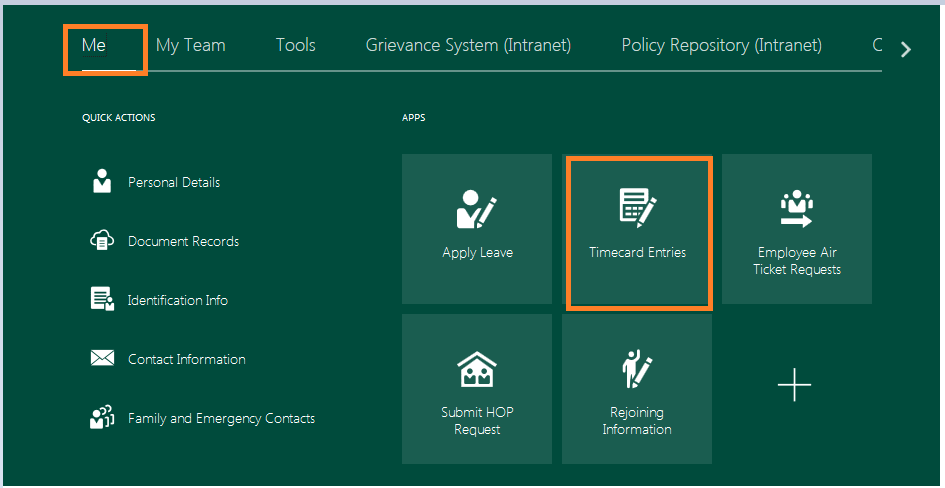 Me
My Team
Tools
Grievance System (Intranet)
Policy Repository (Intranet)
QUICK ACTIONS
Personal Details
Document Records
Identification Info
Contact Information
Family and Emergency Contacts
APPS
Apply Leave
Timecard Entries
Employee Air
Ticket Requests
Submit HOP
Request
Rejoining
Information